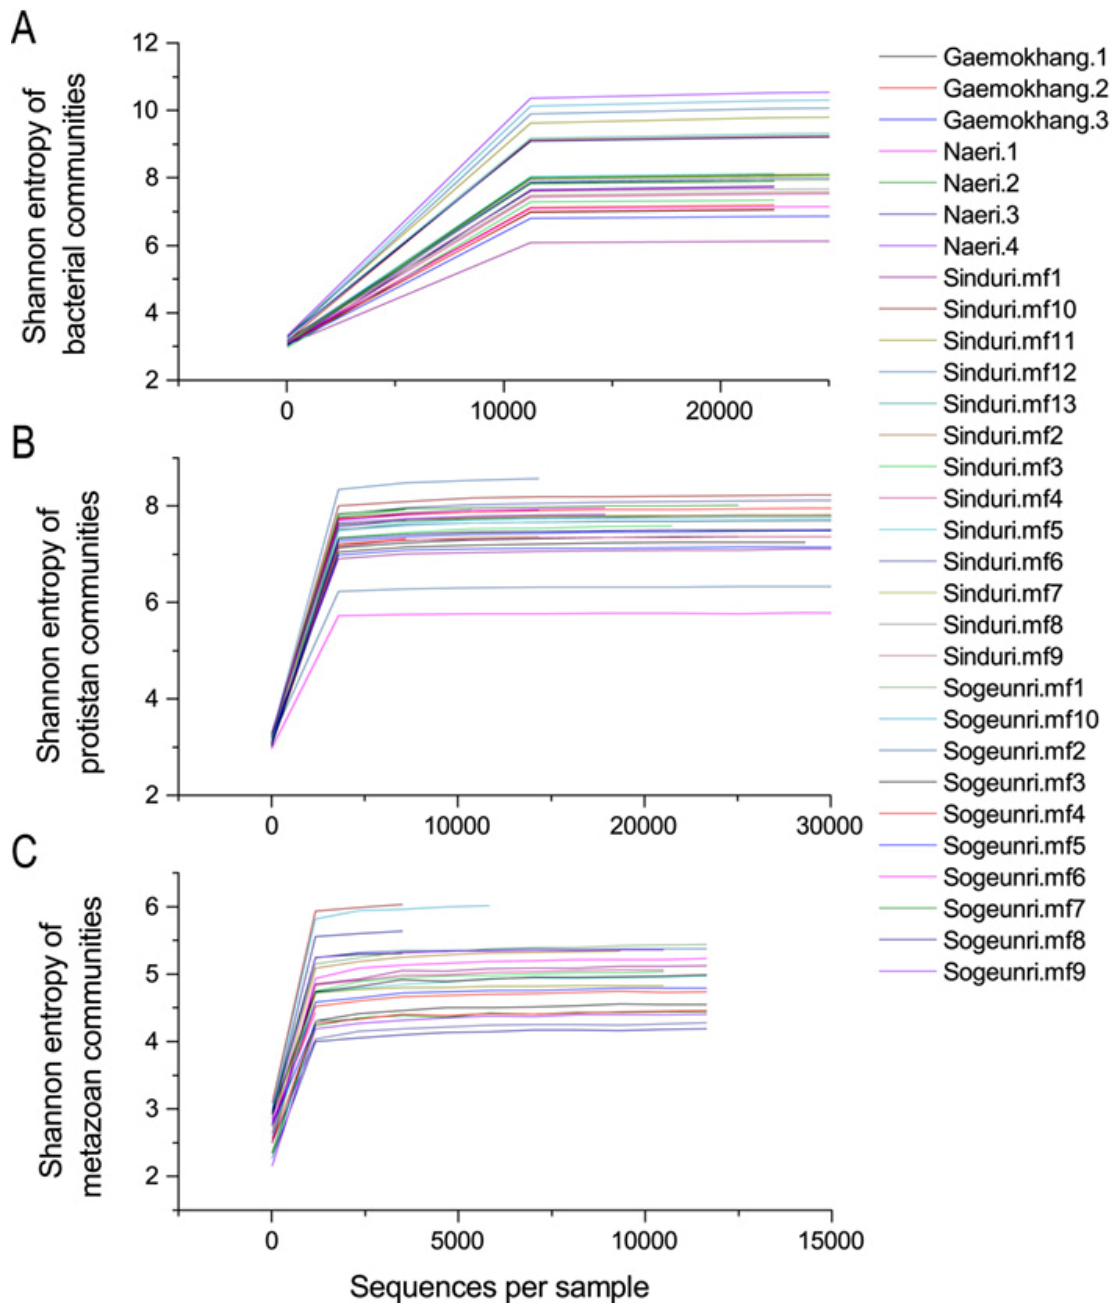 A
Shannon entropy of
bacterial communities
12
10
8
6
4
2
0
10000
20000
B
Shannon entropy of
protistan communities
8
6
4
2
0
10000
20000
30000
C
Shannon entropy of
metazoan communities
6
5
4
3
2
0
5000
10000
15000
Sequences per sample
Gaemokhang.1
Gaemokhang.2
Gaemokhang.3
Naeri.1
Naeri.2
Naeri.3
Naeri.4
Sinduri.mf1
Sinduri.mf10
Sinduri.mf11
Sinduri.mf12
Sinduri.mf13
Sinduri.mf2
Sinduri.mf3
Sinduri.mf4
Sinduri.mf5
Sinduri.mf6
Sinduri.mf7
Sinduri.mf8
Sinduri.mf9
Sogeunri.mf1
Sogeunri.mf10
Sogeunri.mf2
Sogeunri.mf3
Sogeunri.mf4
Sogeunri.mf5
Sogeunri.mf6
Sogeunri.mf7
Sogeunri.mf8
Sogeunri.mf9